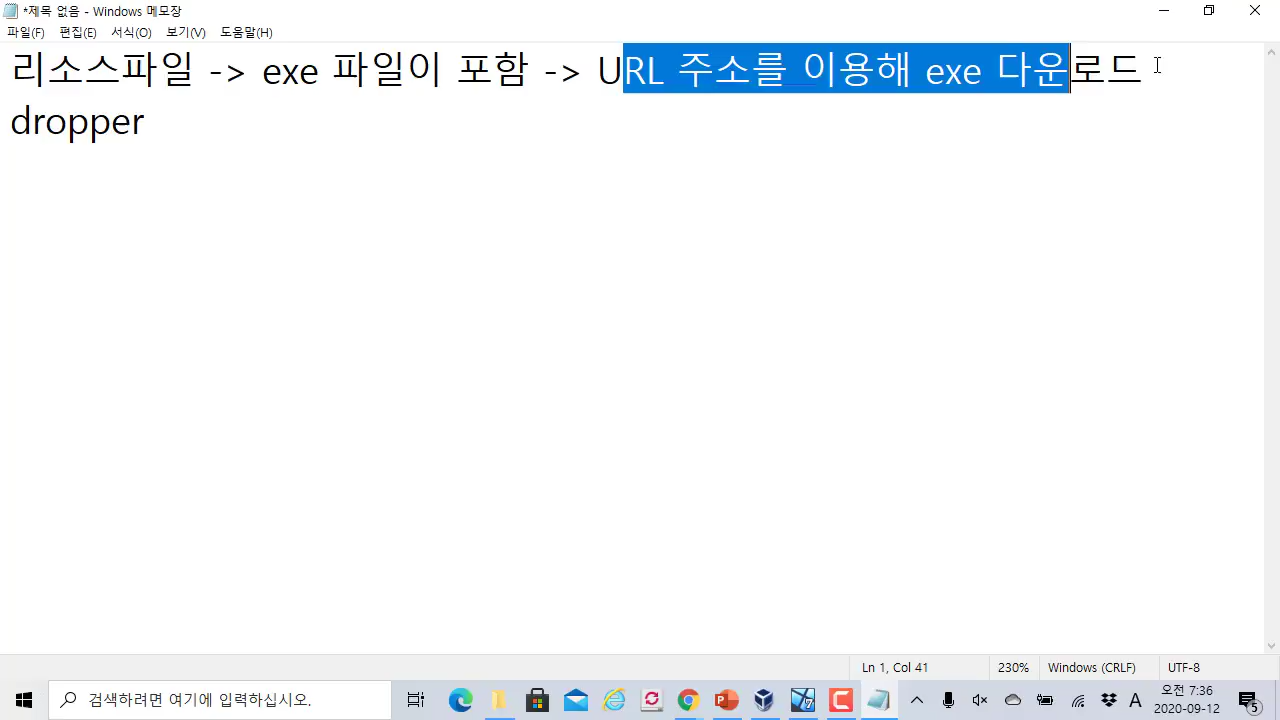 *제목 없음 - Windows 메모장
파일(F) 편집(E) 서식(O) 보기(V) 도움말(H)
리소스파일 -> exe 파일이 포함 -> URL 주소를 이용해 exe 다운로드
dropper
Ln 1, Col 41 230% Windows (CRLF) UTF-8
검색하려면 여기에 입력하십시오.
7
A
오전 7:36
2020-09-12
5